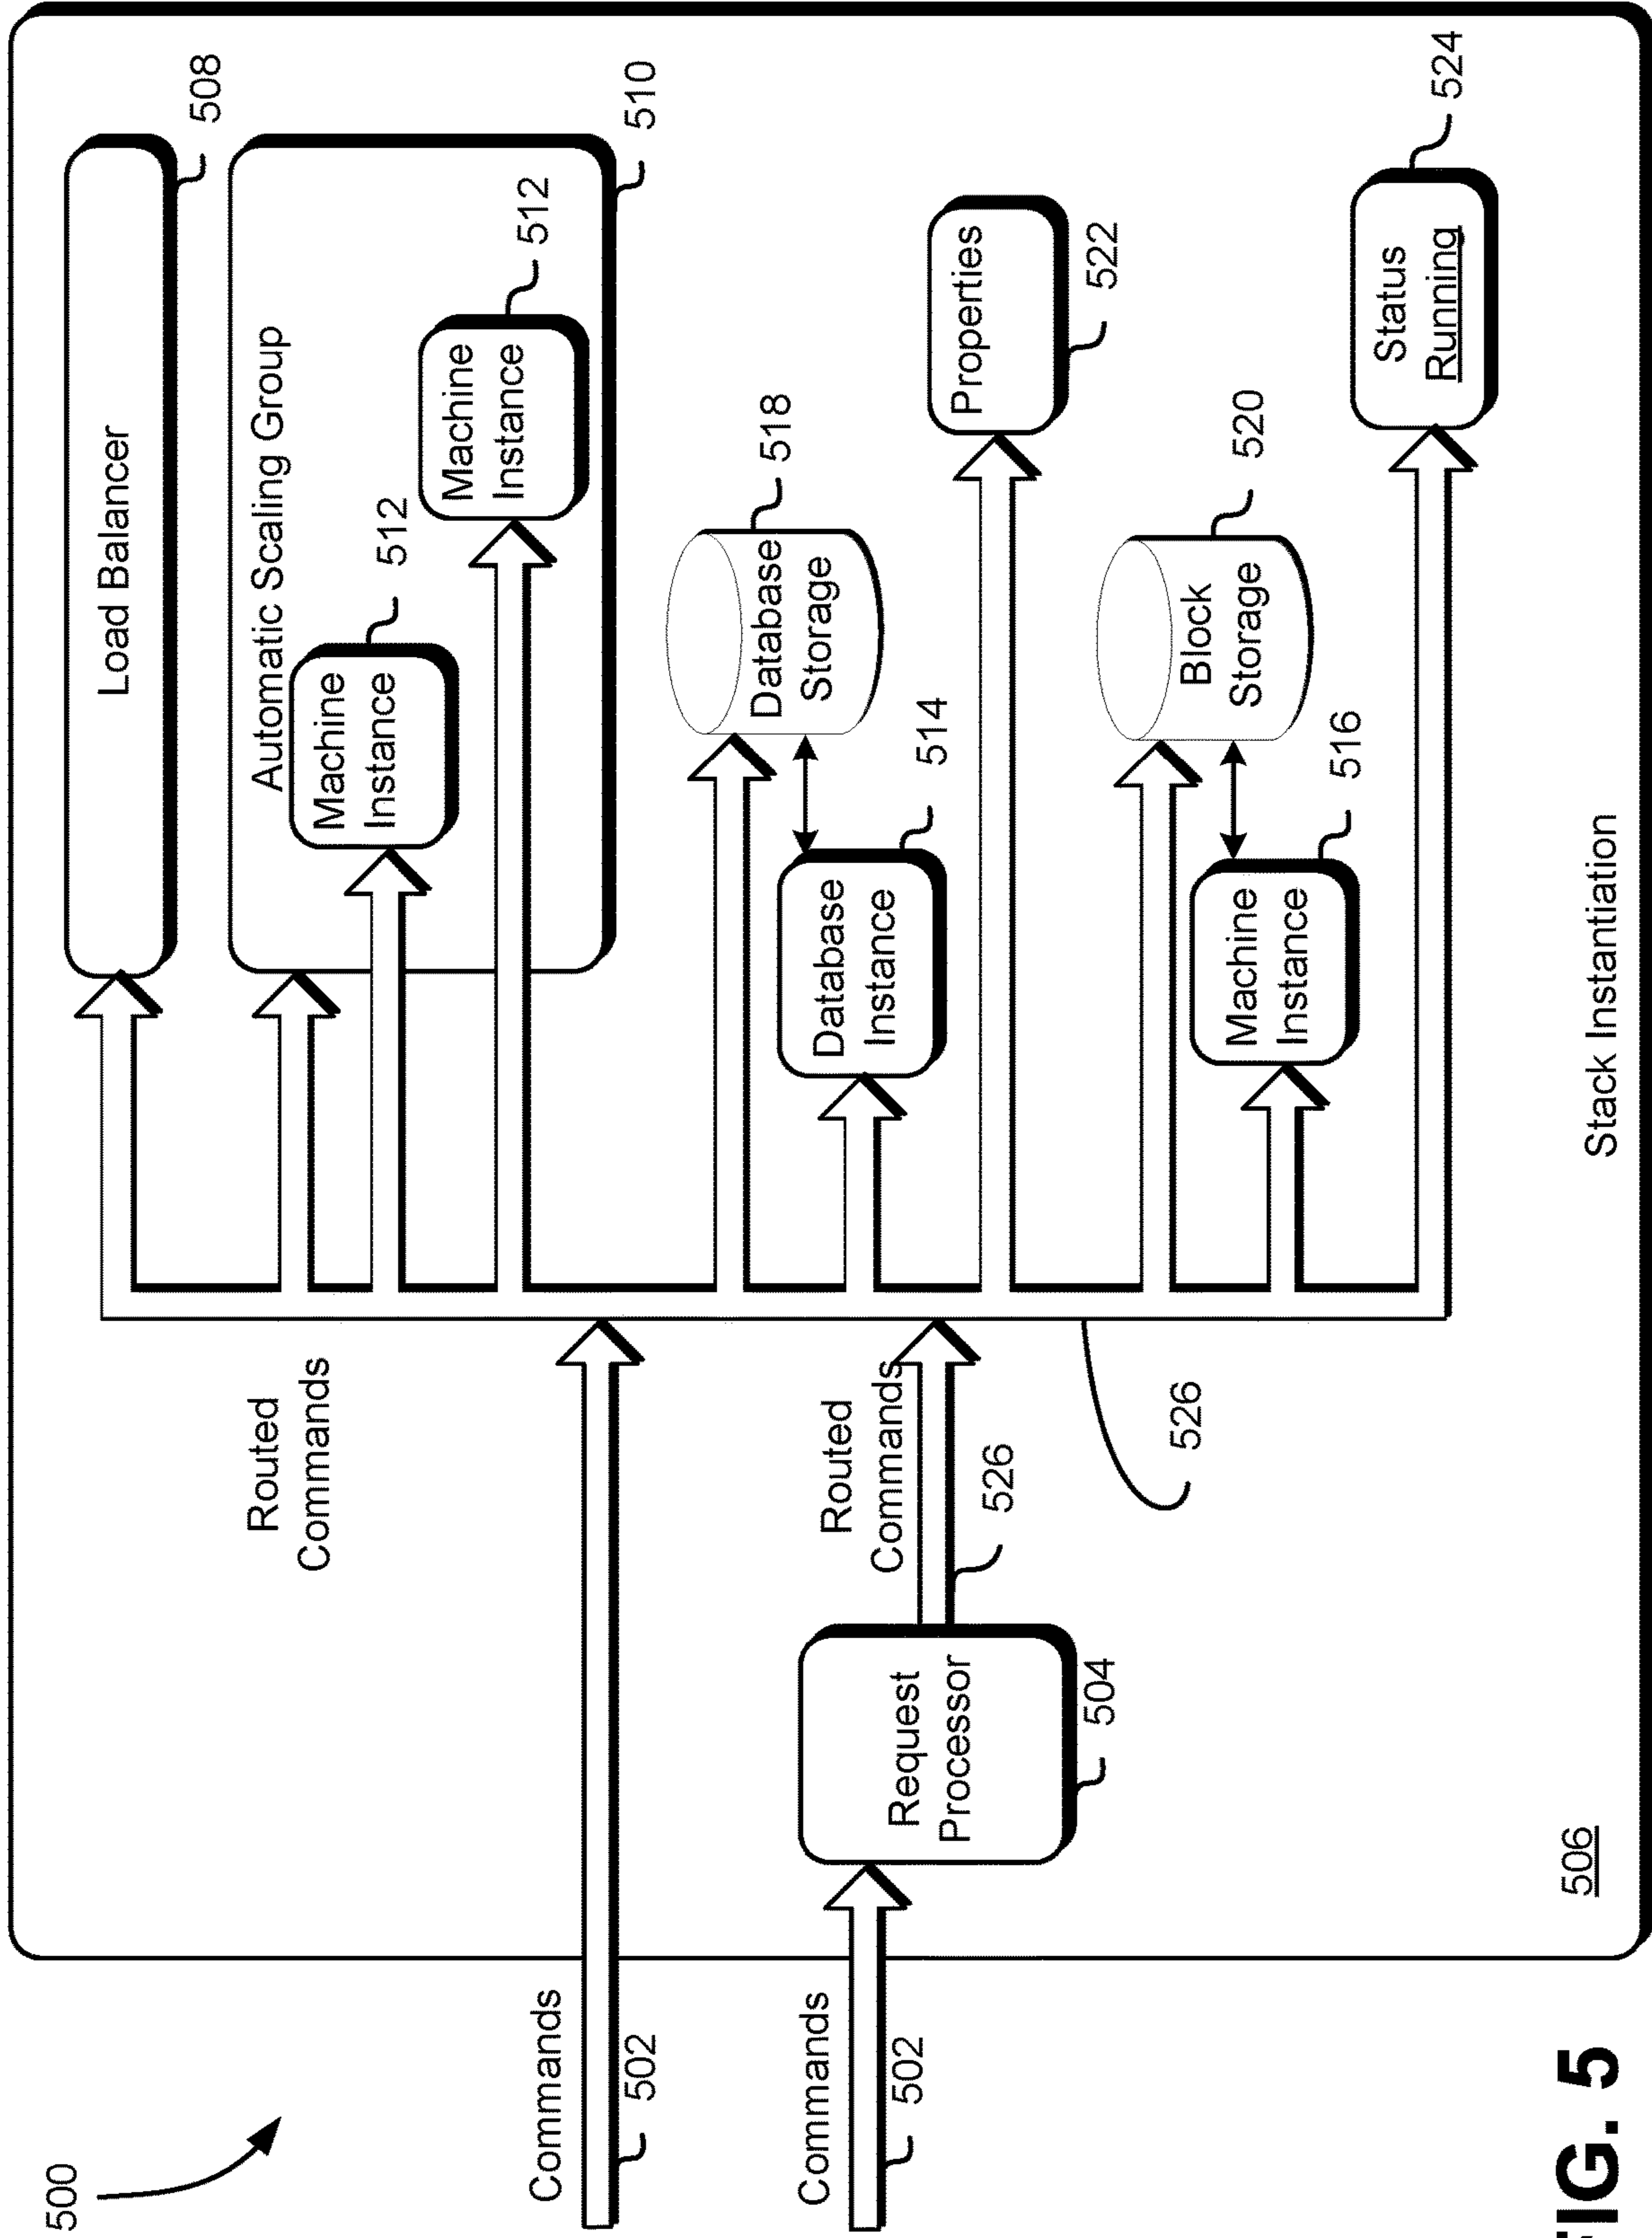 500
Commands
502
Commands
502
Request
Processor
504
Routed
Commands
Routed
Commands
526
526
Load Balancer
508
Automatic Scaling Group
510
Machine
Instance
512
Machine
Instance
512
Database
Storage
518
Database
Instance
514
Properties
522
Block
Storage
520
Machine
Instance
516
Status
Running
524
506
Stack Instantiation
FIG. 5